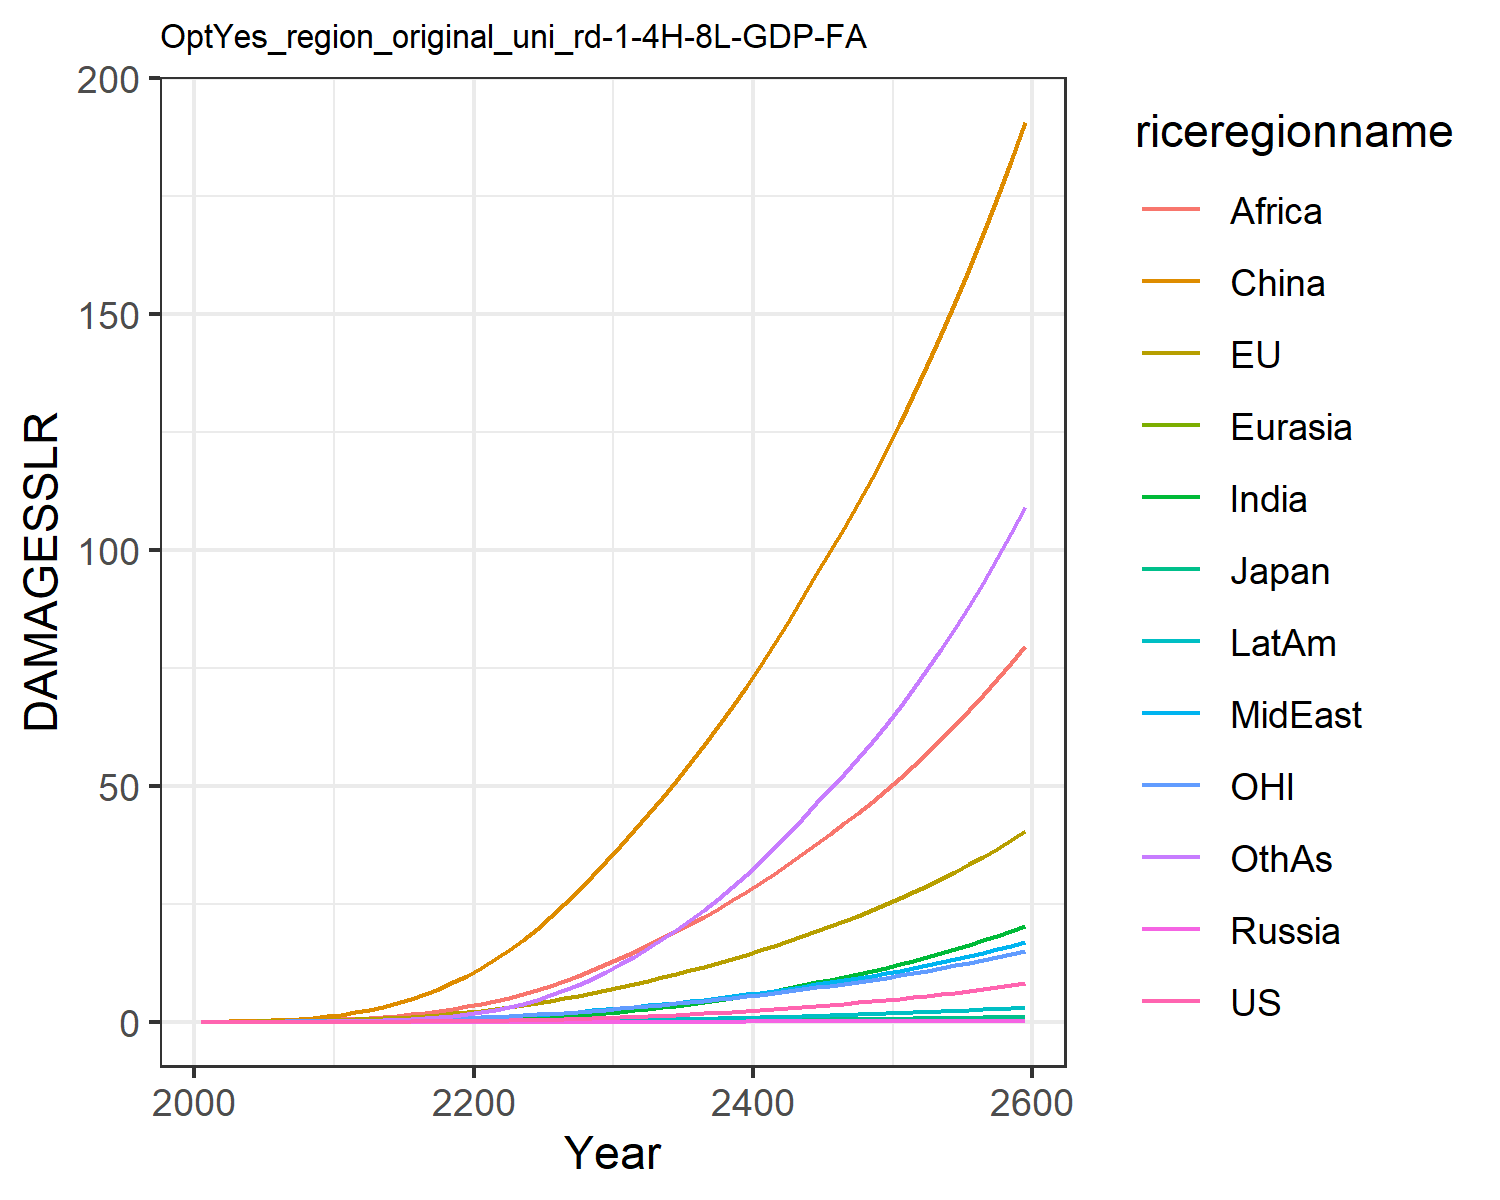 OptYes_region_original_uni_rd-1-4H-8L-GDP-FA
200
150
100
50
0
DAMAGESSLR
2000
2200
2400
2600
Year
riceregionname
Africa
China
EU
Eurasia
India
Japan
LatAm
MidEast
OHI
OthAs
Russia
US